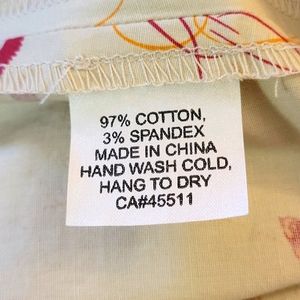 97% COTTON,
3% SPANDEX
MADE IN CHINA
HAND WASH COLD,
HANG TO DRY
CA#45511